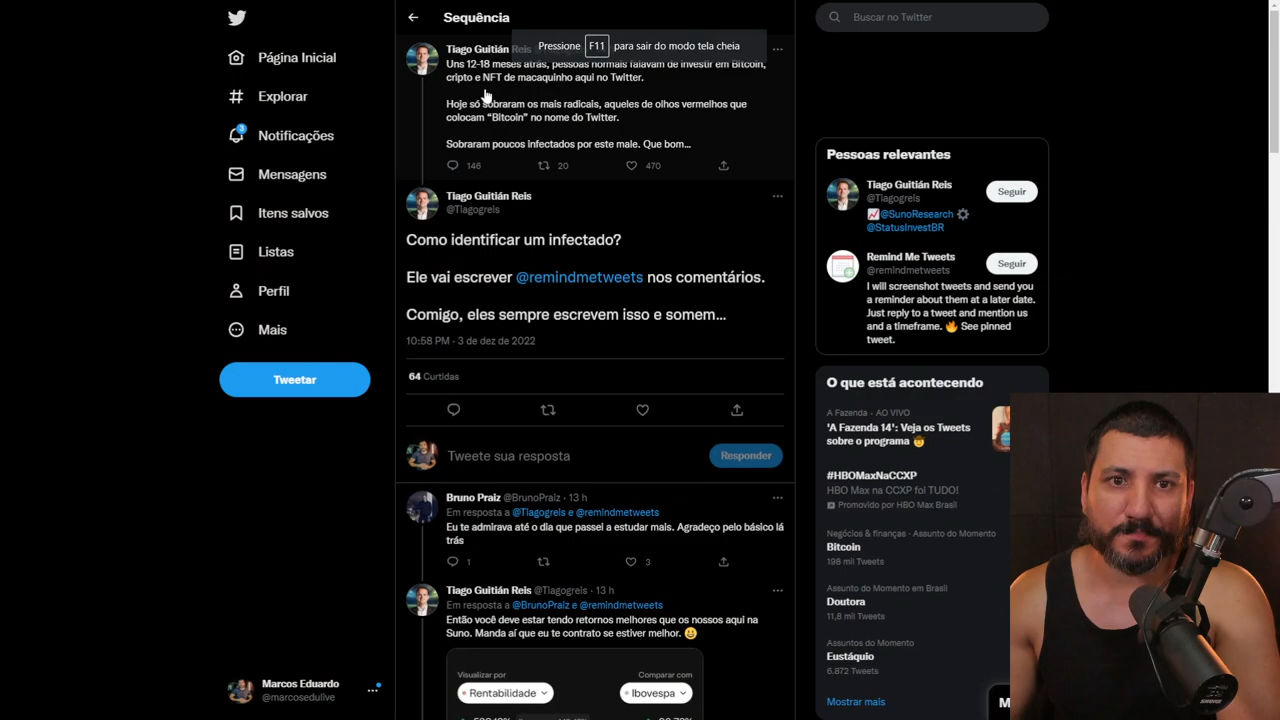 Página Inicial
Explorar
3
Notificações
Mensagens
Itens salvos
Listas
Perfil
Mais
Tweetar
Marcos Eduardo
@marcosedulive
Sequência
Pressione F11 para sair do modo tela cheia
Tiago Guitián Reis
Uns 12-18 meses atrás, pessoas normais falavam de investir em Bitcoin,
cripto e NFT de macaquinho aqui no Twitter.
Hoje só sobraram os mais radicais, aqueles de olhos vermelhos que
colocam “Bitcoin” no nome do Twitter.
Sobraram poucos infectados por este male. Que bom...
146 20 470
Tiago Guitián Reis
@Tiagogreis
Como identificar um infectado?
Ele vai escrever @remindmetweets nos comentários.
Comigo, eles sempre escrevem isso e somem...
10:58 PM · 3 de dez de 2022
64 Curtidas
Tweete sua resposta
Responder
Bruno Praiz @BrunoPraiz · 13 h
Em resposta a @Tiagogreis e @remindmetweets
Eu te admirava até o dia que passei a estudar mais. Agradeço pelo básico lá
trás
1 3
Tiago Guitián Reis @Tiagogreis · 13 h
Em resposta a @BrunoPraiz e @remindmetweets
Então você deve estar tendo retornos melhores que os nossos aqui na
Suno. Manda aí que eu te contrato se estiver melhor. 😃
Visualizar por
Rentabilidade
Comparar com
Ibovespa
Buscar no Twitter
Pessoas relevantes
Tiago Guitián Reis
@Tiagogreis
Seguir
📈@SunoResearch ⚙️
@StatusInvestBR
Remind Me Tweets
@remindmetweets
Seguir
I will screenshot tweets and send you
a reminder about them at a later date.
Just reply to a tweet and mention us
and a timeframe. 🔥 See pinned
tweet.
O que está acontecendo
A Fazenda · AO VIVO
'A Fazenda 14': Veja os Tweets
sobre o programa 🤠
#HBOMaxNaCCXP
HBO Max na CCXP foi TUDO!
Promovido por HBO Max Brasil
Negócios & finanças · Assunto do Momento
Bitcoin
198 mil Tweets
Assunto do Momento em Brasil
Doutora
11,8 mil Tweets
Assuntos do Momento
Eustáquio
6.872 Tweets
Mostrar mais